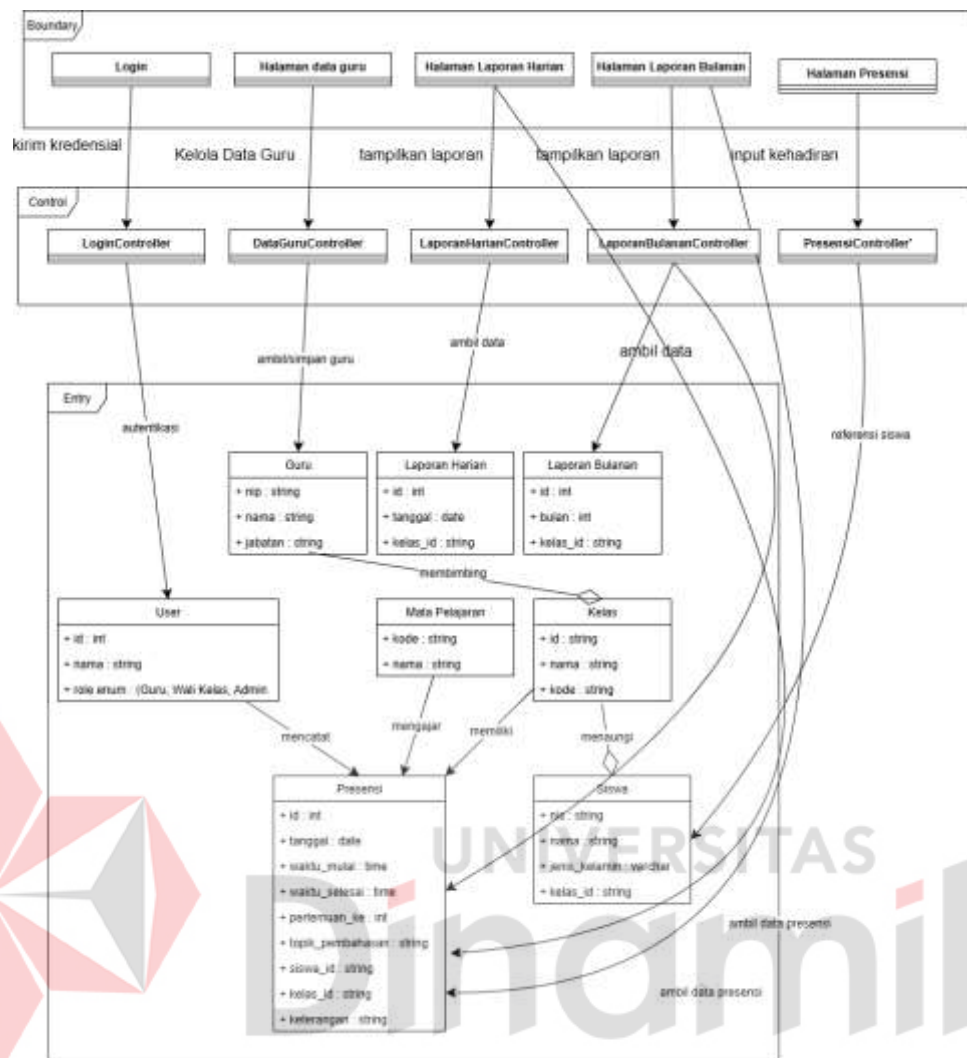 Boundary
Login
Halaman data guru
Halaman Laporan Harian
Halaman Laporan Bulanan
Halaman Presensi
kirim kredensial
Kelola Data Guru
tampilkan laporan
tampilkan laporan
input kehadiran
Control
LoginController
DataGuruController
LaporanHarianController
LaporanBulananController
PresensiController'
ambil/simpan guru
ambil data
ambil data
Entry
autentikasi
referensi siswa
Guru
+ nip : string
+ nama : string
+ jabatan : string
Laporan Harian
+ id : int
+ tanggal : date
+ kelas_id : string
Laporan Bulanan
+ id : int
+ bulan : int
+ kelas_id : string
membimbing
User
+ id : int
+ nama : string
+ role enum : (Guru, Wali Kelas, Admin
Mata Pelajaran
+ kode : string
+ nama : string
Kelas
+ id : string
+ nama : string
+ kode : string
mencatat
mengajar
memiliki
menaungi
Presensi
+ id : int
+ tanggal : date
+ waktu_mulai : time
+ waktu_selesai : time
+ pertemuan_ke : int
+ topik_pembahasan : string
+ siswa_id : string
+ kelas_id : string
+ keterangan : string
Siswa
+ nis : string
+ nama : string
+ jenis_kelamin : varchar
+ kelas_id : string
ambil data presensi
ambil data presensi
UNIVERSITAS
Dinami